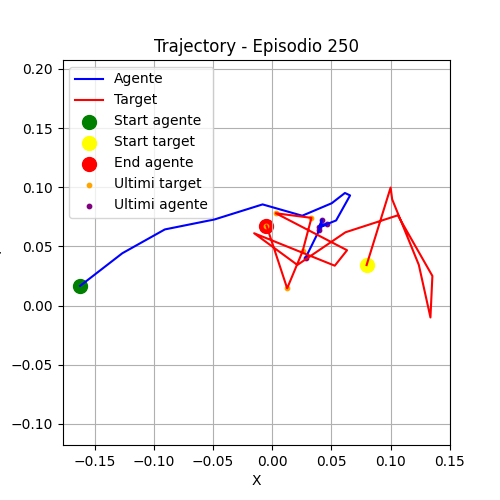 Trajectory - Episodio 250
0.20
0.15
0.10
0.05
0.00
−0.05
−0.10
Agente
Target
Start agente
Start target
End agente
Ultimi target
Ultimi agente
−0.15
−0.10
−0.05
0.00
0.05
0.10
0.15
X